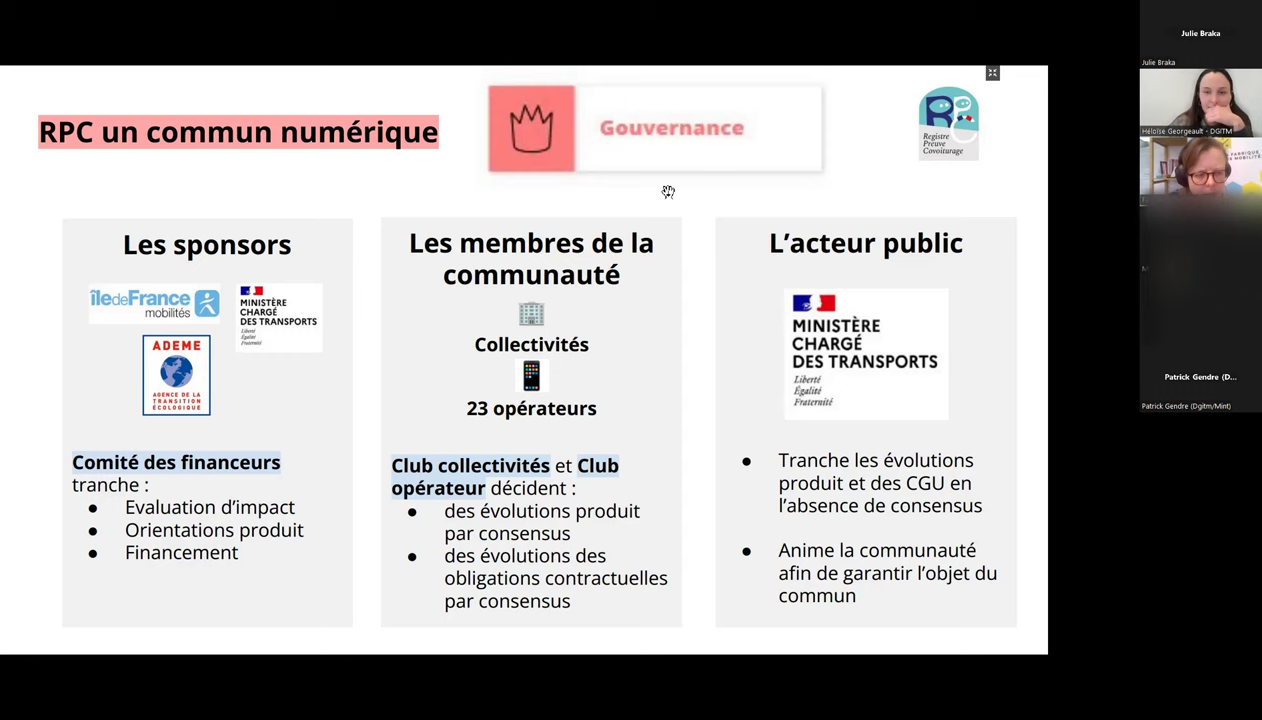 RPC un commun numérique
Gouvernance
Registre
Preuve
Covoiturage
Les sponsors
îledeFrance
mobilités
MINISTÈRE
CHARGÉ
DES TRANSPORTS
Liberté
Égalité
Fraternité
ADEME
AGENCE DE LA
TRANSITION
ÉCOLOGIQUE
Comité des financeurs
tranche :
● Evaluation d’impact
● Orientations produit
● Financement
Les membres de la
communauté
Collectivités
23 opérateurs
Club collectivités et Club
opérateur décident :
● des évolutions produit
par consensus
● des évolutions des
obligations contractuelles
par consensus
L’acteur public
MINISTÈRE
CHARGÉ
DES TRANSPORTS
Liberté
Égalité
Fraternité
● Tranche les évolutions
produit et des CGU en
l’absence de consensus
● Anime la communauté
afin de garantir l’objet du
commun
Julie Braka
Julie Braka
Héloïse Georgeault - DGITM
FABRIQUE
MOBILITÉ
Patrick Gendre (D...
Patrick Gendre (Dgitm/Mint)